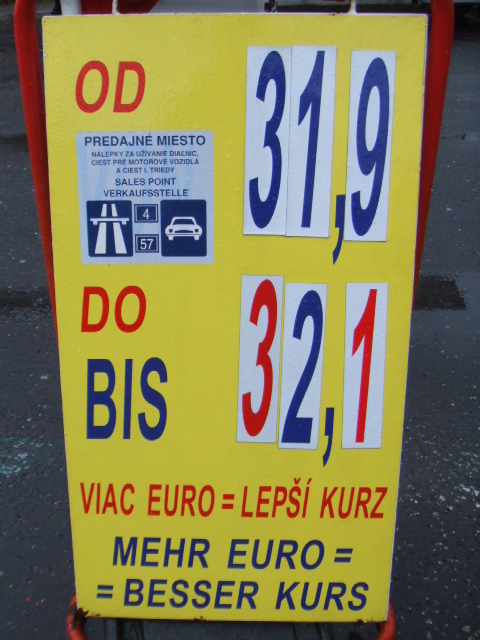 OD 31,9
PREDAJNÉ MIESTO
NÁLEPKY ZA UŽÍVANIE DIAĽNIC,
CIEST PRE MOTOROVÉ VOZIDLÁ
A CIEST I. TRIEDY
SALES POINT
VERKAUFSSTELLE
4
57
DO
BIS 32,1
VIAC EURO = LEPŠÍ KURZ
MEHR EURO =
= BESSER KURS